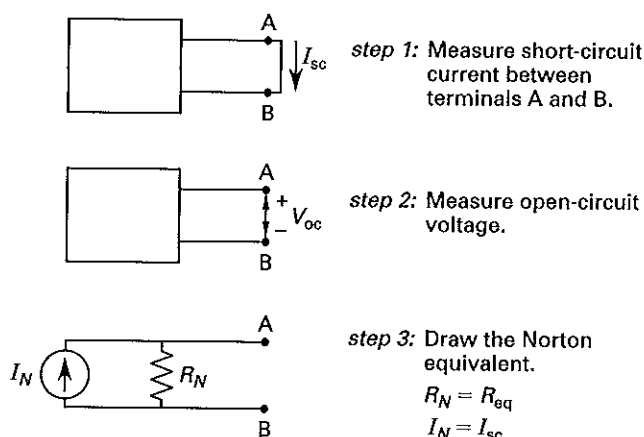 A
I_sc
B
step 1: Measure short-circuit
current between
terminals A and B.
A
+
V_oc
–
B
step 2: Measure open-circuit
voltage.
A
I_N
R_N
B
step 3: Draw the Norton
equivalent.
R_N = R_eq
I_N = I_sc